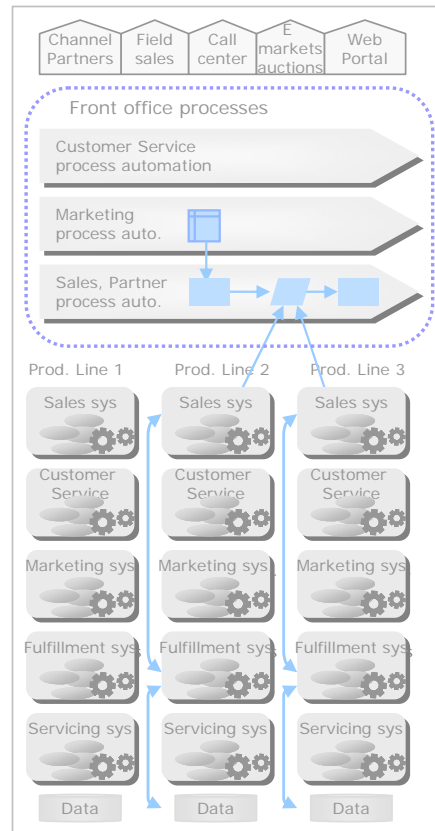 Channel
Partners
Field
sales
Call
center
E
markets
auctions
Web
Portal
Front office processes
Customer Service
process automation
Marketing
process auto.
Sales, Partner
process auto.
Prod. Line 1
Prod. Line 2
Prod. Line 3
Sales sys
Sales sys
Sales sys
Customer
Service
Customer
Service
Customer
Service
Marketing sys
Marketing sys
Marketing sys
Fulfillment sys
Fulfillment sys
Fulfillment sys
Servicing sys
Servicing sys
Servicing sys
Data
Data
Data